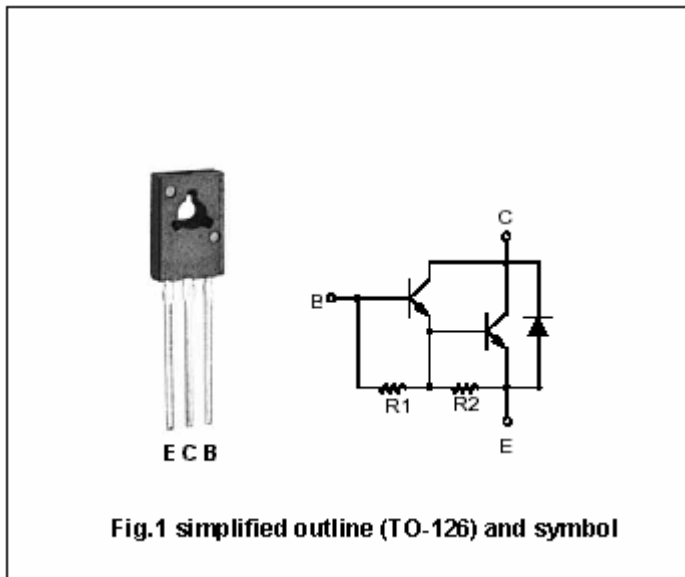 C
B
R1
R2
E
E C B
Fig.1 simplified outline (TO-126) and symbol